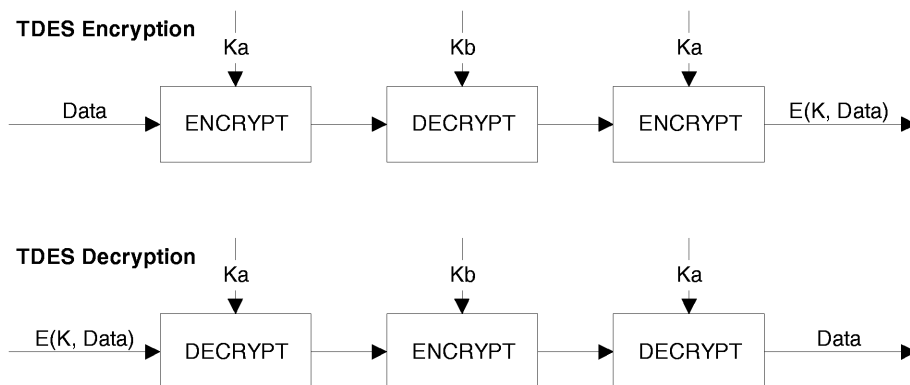 TDES Encryption
Ka
Kb
Ka
Data
ENCRYPT
DECRYPT
ENCRYPT
E(K, Data)
TDES Decryption
Ka
Kb
Ka
E(K, Data)
DECRYPT
ENCRYPT
DECRYPT
Data